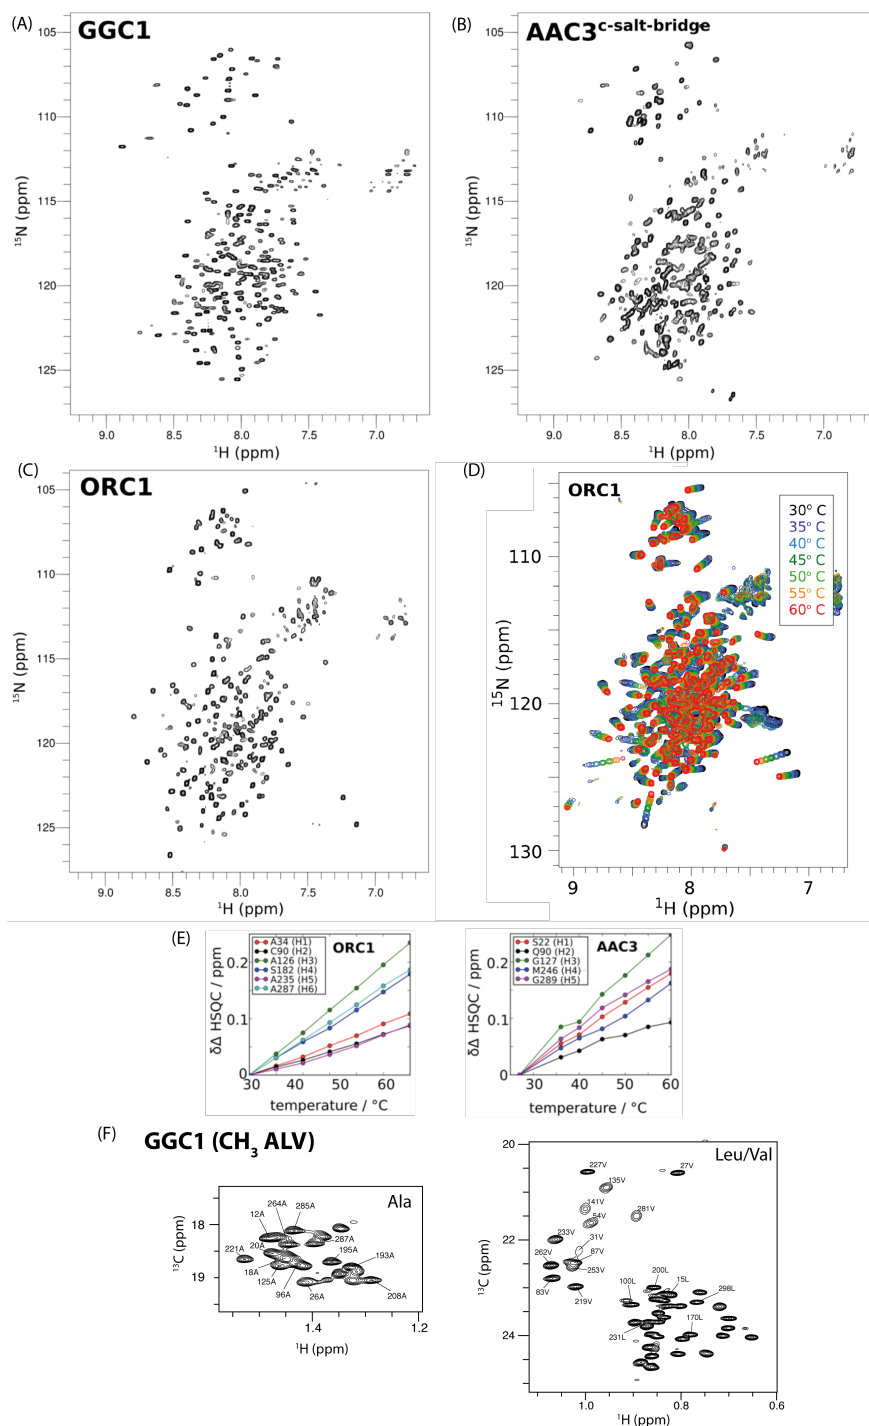 (A)
GGC1
105
110
115
120
125
¹⁵N (ppm)
9.0 8.5 8.0 7.5 7.0
¹H (ppm)
(B)
AAC3c-salt-bridge
105
110
115
120
125
¹⁵N (ppm)
9.0 8.5 8.0 7.5 7.0
¹H (ppm)
(C)
ORC1
105
110
115
120
125
¹⁵N (ppm)
9.0 8.5 8.0 7.5 7.0
¹H (ppm)
(D)
ORC1
30° C
35° C
40° C
45° C
50° C
55° C
60° C
110
120
130
¹⁵N (ppm)
9 8 7
¹H (ppm)
(E)
ORC1
A34 (H1)
C90 (H2)
A126 (H3)
S182 (H4)
A235 (H5)
A287 (H6)
0.2
0.1
0
δΔ HSQC / ppm
30 40 50 60
temperature / °C
AAC3
S22 (H1)
Q90 (H2)
G127 (H3)
M246 (H4)
G289 (H5)
0.2
0.1
0
δΔ HSQC / ppm
30 40 50 60
temperature / °C
(F)
GGC1 (CH₃ ALV)
Ala
285A
264A
12A
287A
221A
20A
195A
193A
18A
125A
96A
26A
208A
18
19
¹³C (ppm)
1.4 1.2
¹H (ppm)
Leu/Val
227V
27V
135V
141V
54V
281V
233V
31V
87V
262V
253V
83V
219V
200L
100L
15L
298L
231L
170L
20
22
24
¹³C (ppm)
1.0 0.8 0.6
¹H (ppm)